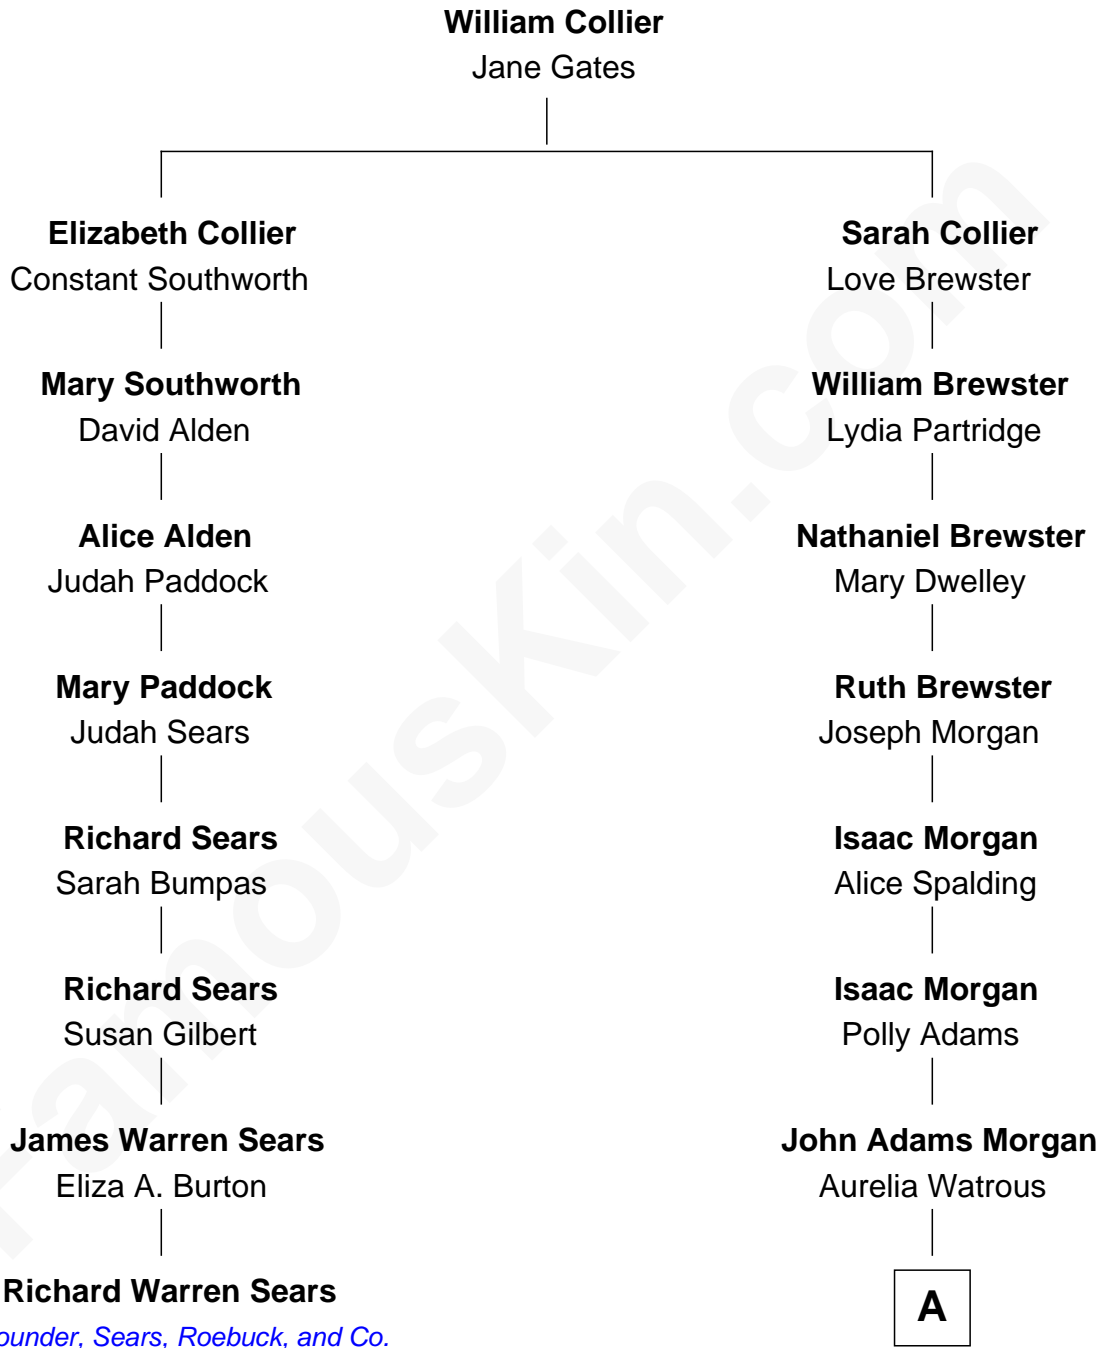 William Collier
Jane Gates
Elizabeth Collier
Constant Southworth
Sarah Collier
Love Brewster
Mary Southworth
David Alden
William Brewster
Lydia Partridge
Alice Alden
Judah Paddock
Nathaniel Brewster
Mary Dwelley
Mary Paddock
Judah Sears
Ruth Brewster
Joseph Morgan
Richard Sears
Sarah Bumpas
Isaac Morgan
Alice Spalding
Richard Sears
Susan Gilbert
Isaac Morgan
Polly Adams
James Warren Sears
Eliza A. Burton
John Adams Morgan
Aurelia Watrous
Richard Warren Sears
ounder, Sears, Roebuck, and Co.
A
FamousKin.com